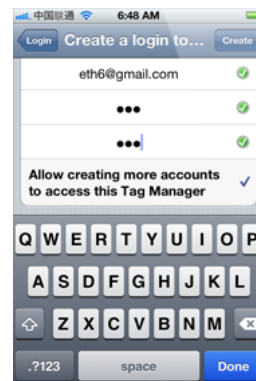 中国联通 6:48 AM
Login Create a login to... Create
eth6@gmail.com
•••
•••
Allow creating more accounts
to access this Tag Manager
Q W E R T Y U I O P
A S D F G H J K L
Z X C V B N M
.?123 space Done